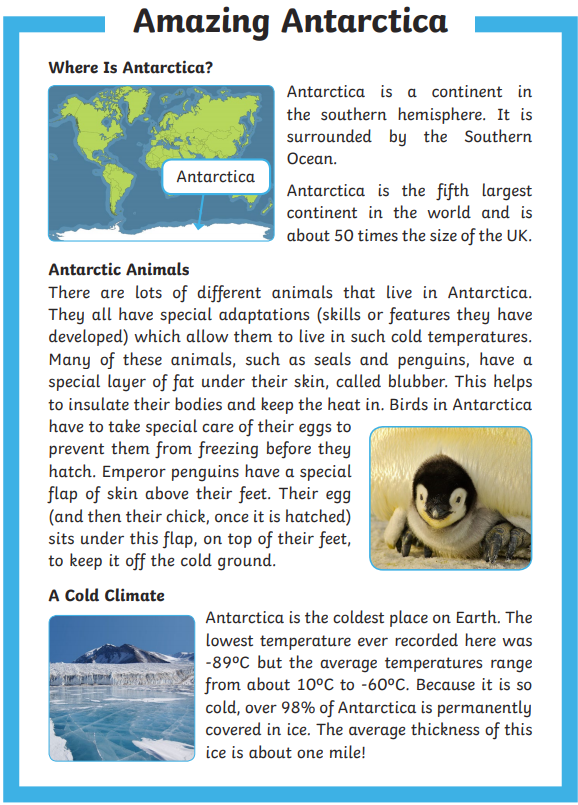 Amazing Antarctica
Where Is Antarctica?
Antarctica
Antarctica is a continent in
the southern hemisphere. It is
surrounded by the Southern
Ocean.
Antarctica is the fifth largest
continent in the world and is
about 50 times the size of the UK.
Antarctic Animals
There are lots of different animals that live in Antarctica.
They all have special adaptations (skills or features they have
developed) which allow them to live in such cold temperatures.
Many of these animals, such as seals and penguins, have a
special layer of fat under their skin, called blubber. This helps
to insulate their bodies and keep the heat in. Birds in Antarctica
have to take special care of their eggs to
prevent them from freezing before they
hatch. Emperor penguins have a special
flap of skin above their feet. Their egg
(and then their chick, once it is hatched)
sits under this flap, on top of their feet,
to keep it off the cold ground.
A Cold Climate
Antarctica is the coldest place on Earth. The
lowest temperature ever recorded here was
-89ºC but the average temperatures range
from about 10ºC to -60ºC. Because it is so
cold, over 98% of Antarctica is permanently
covered in ice. The average thickness of this
ice is about one mile!